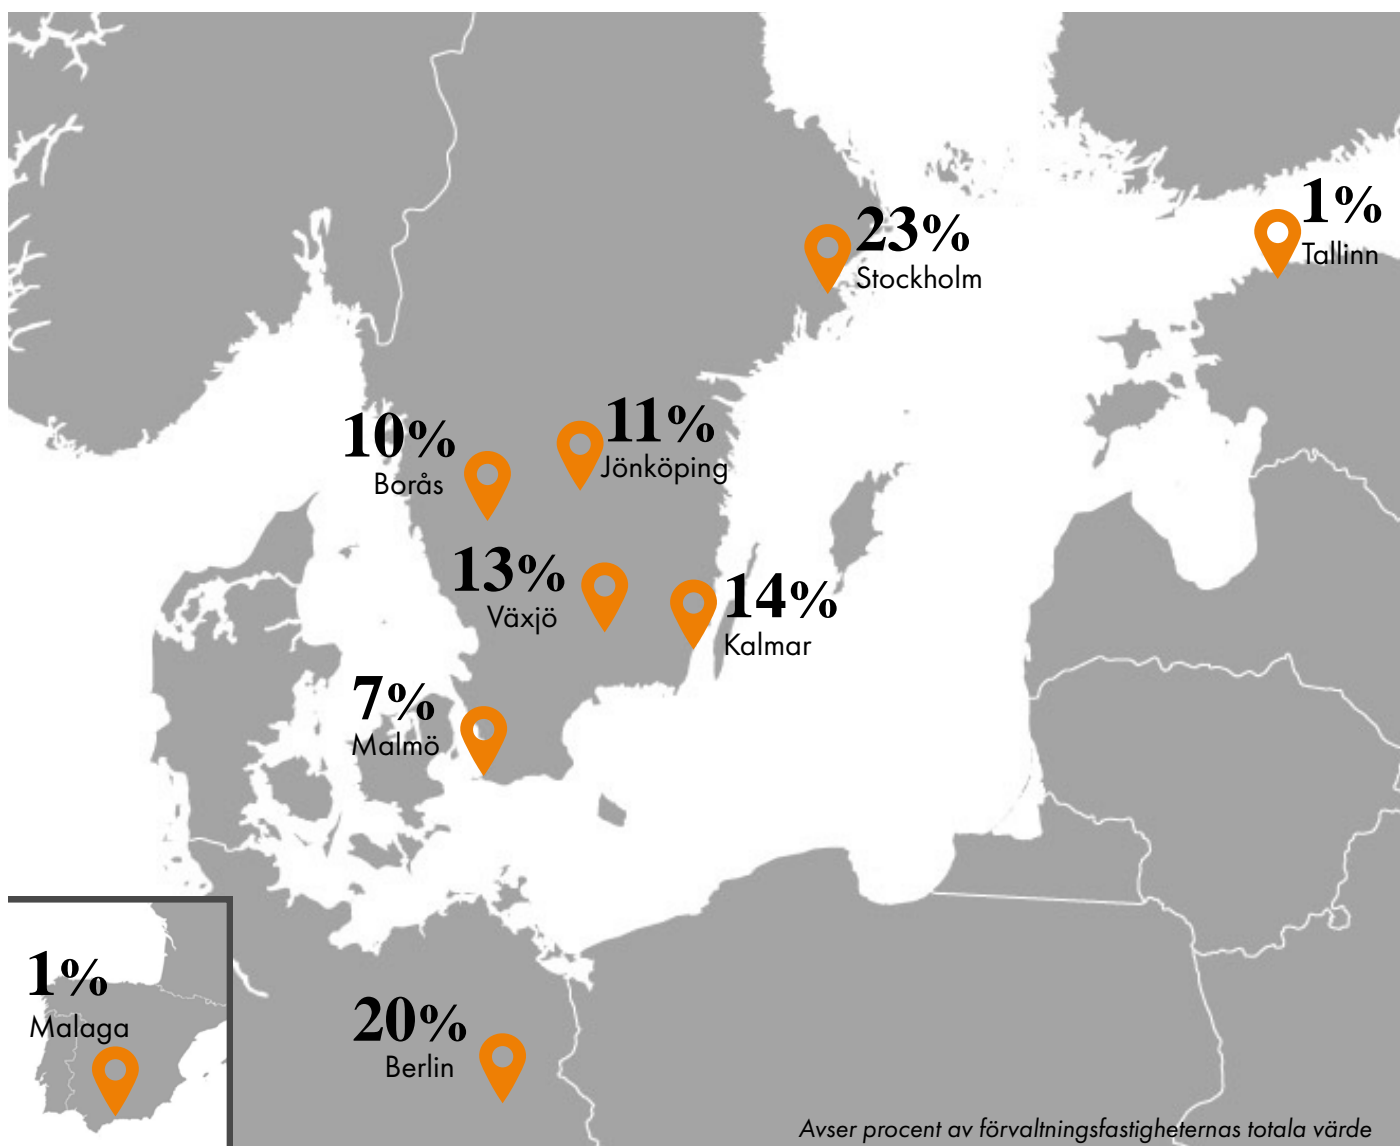 1%
Tallinn
23%
Stockholm
11%
Jönköping
10%
Borås
13%
Växjö
14%
Kalmar
7%
Malmö
1%
Malaga
20%
Berlin
Avser procent av förvaltningsfastigheternas totala värde